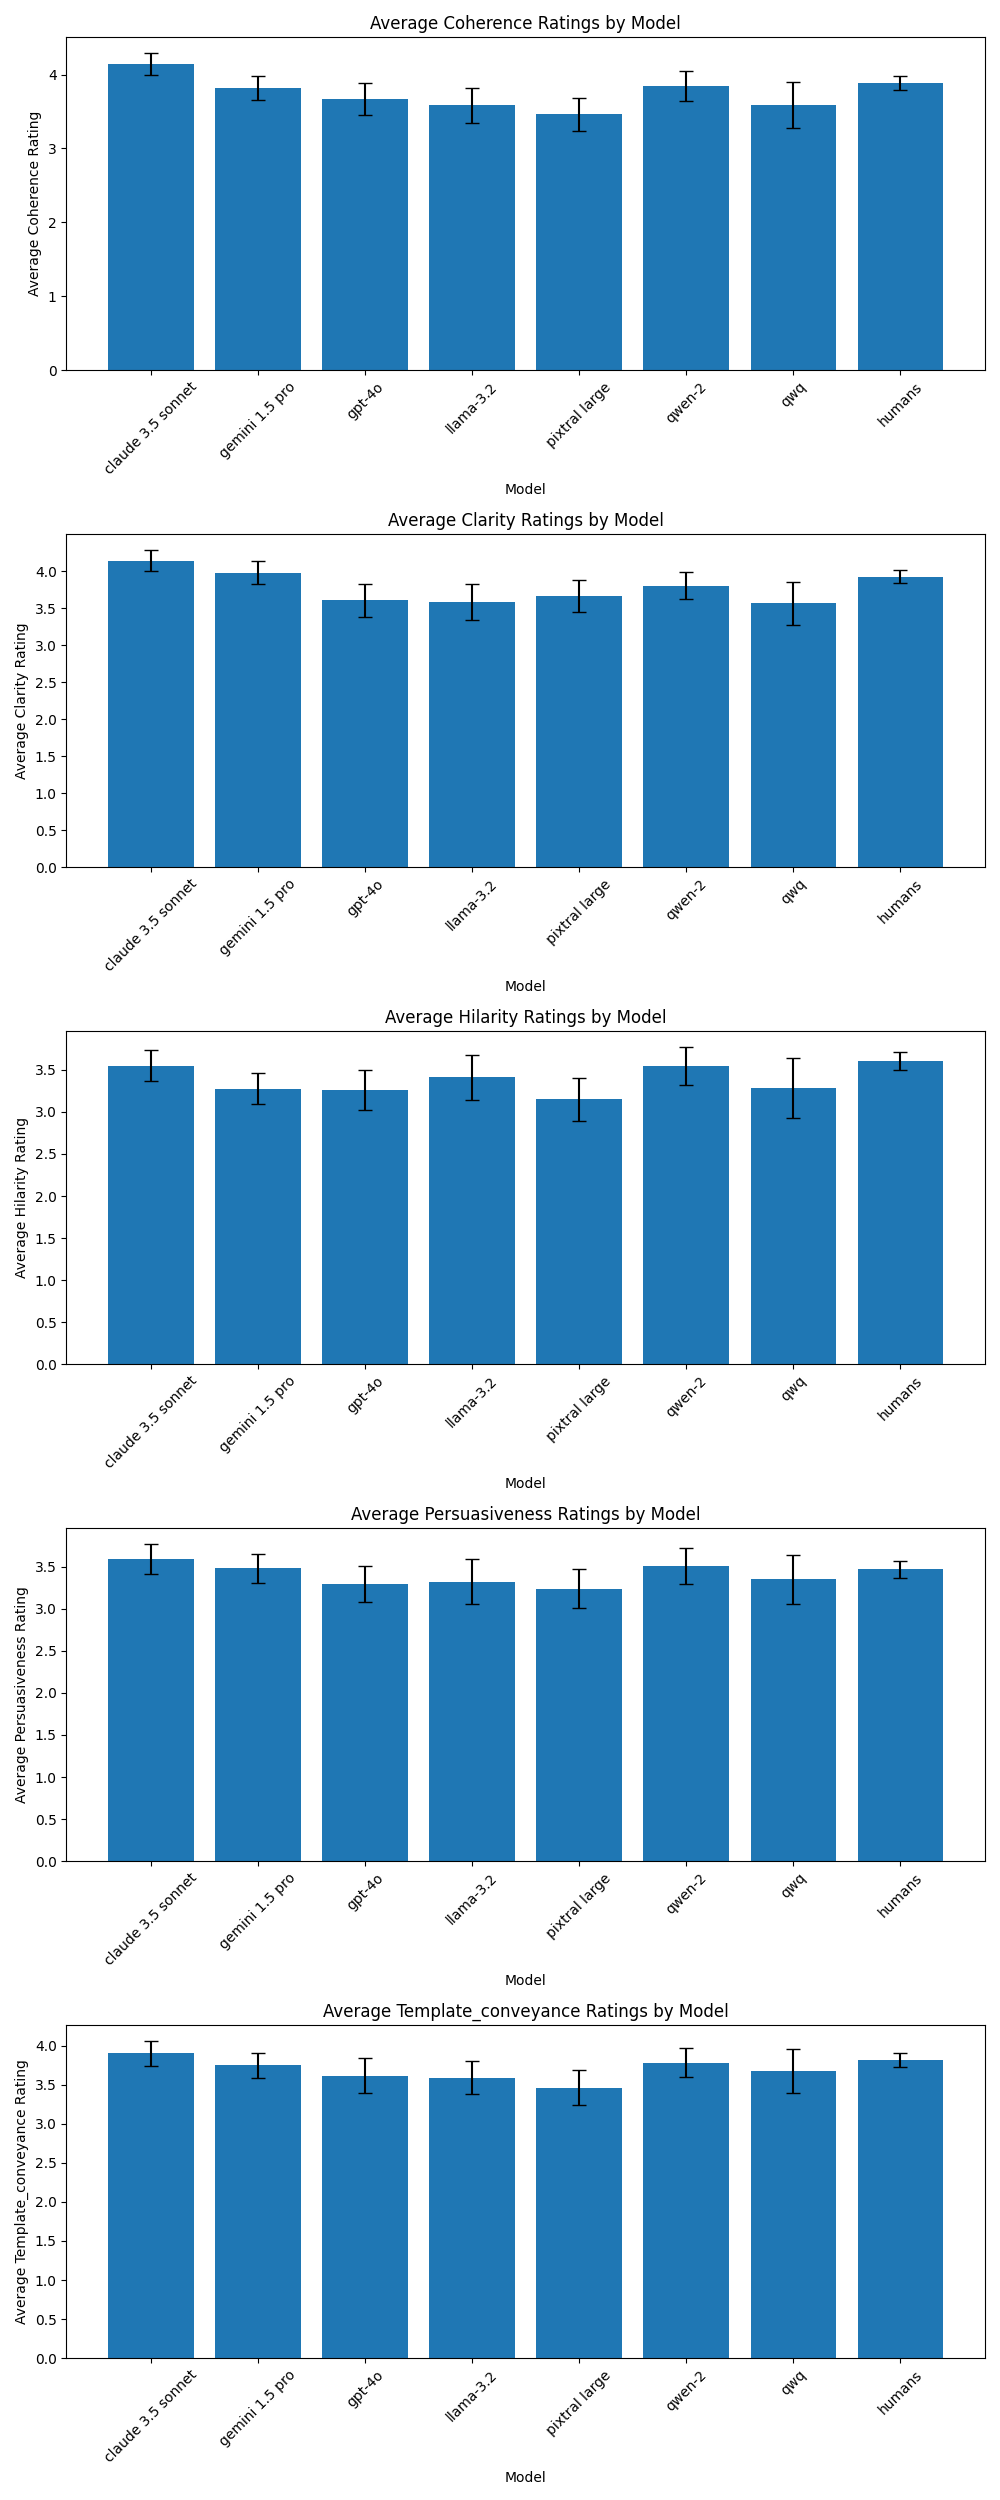 Average Coherence Ratings by Model
Average Coherence Rating
4
3
2
1
0
claude 3.5 sonnet
gemini 1.5 pro
gpt-4o
llama-3.2
pixtral large
qwen-2
qwq
humans
Model
Average Clarity Ratings by Model
Average Clarity Rating
4.0
3.5
3.0
2.5
2.0
1.5
1.0
0.5
0.0
claude 3.5 sonnet
gemini 1.5 pro
gpt-4o
llama-3.2
pixtral large
qwen-2
qwq
humans
Model
Average Hilarity Ratings by Model
Average Hilarity Rating
3.5
3.0
2.5
2.0
1.5
1.0
0.5
0.0
claude 3.5 sonnet
gemini 1.5 pro
gpt-4o
llama-3.2
pixtral large
qwen-2
qwq
humans
Model
Average Persuasiveness Ratings by Model
Average Persuasiveness Rating
3.5
3.0
2.5
2.0
1.5
1.0
0.5
0.0
claude 3.5 sonnet
gemini 1.5 pro
gpt-4o
llama-3.2
pixtral large
qwen-2
qwq
humans
Model
Average Template_conveyance Ratings by Model
Average Template_conveyance Rating
4.0
3.5
3.0
2.5
2.0
1.5
1.0
0.5
0.0
claude 3.5 sonnet
gemini 1.5 pro
gpt-4o
llama-3.2
pixtral large
qwen-2
qwq
humans
Model